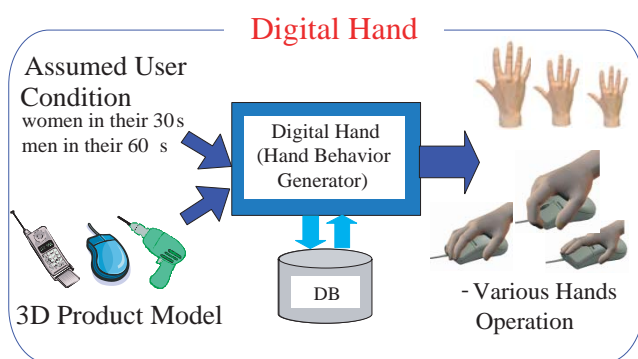 Digital Hand
Assumed User
Condition
women in their 30s
men in their 60 s
Digital Hand
(Hand Behavior
Generator)
DB
3D Product Model
- Various Hands
Operation